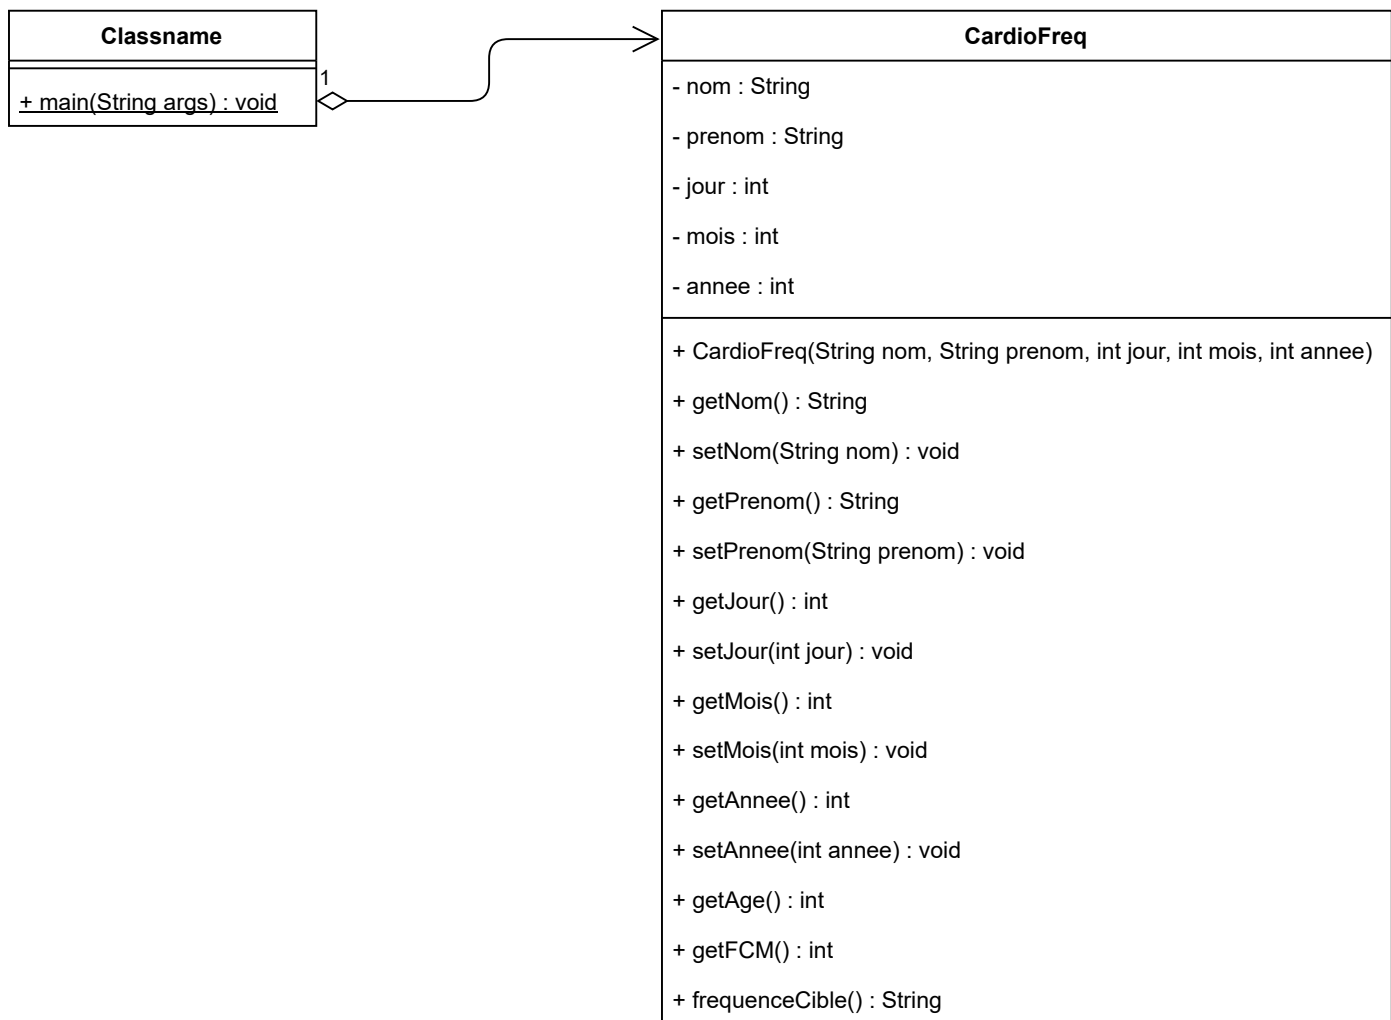 Classname
+ main(String args) : void
1
CardioFreq
- nom : String
- prenom : String
- jour : int
- mois : int
- annee : int
+ CardioFreq(String nom, String prenom, int jour, int mois, int annee)
+ getNom() : String
+ setNom(String nom) : void
+ getPrenom() : String
+ setPrenom(String prenom) : void
+ getJour() : int
+ setJour(int jour) : void
+ getMois() : int
+ setMois(int mois) : void
+ getAnnee() : int
+ setAnnee(int annee) : void
+ getAge() : int
+ getFCM() : int
+ frequenceCible() : String